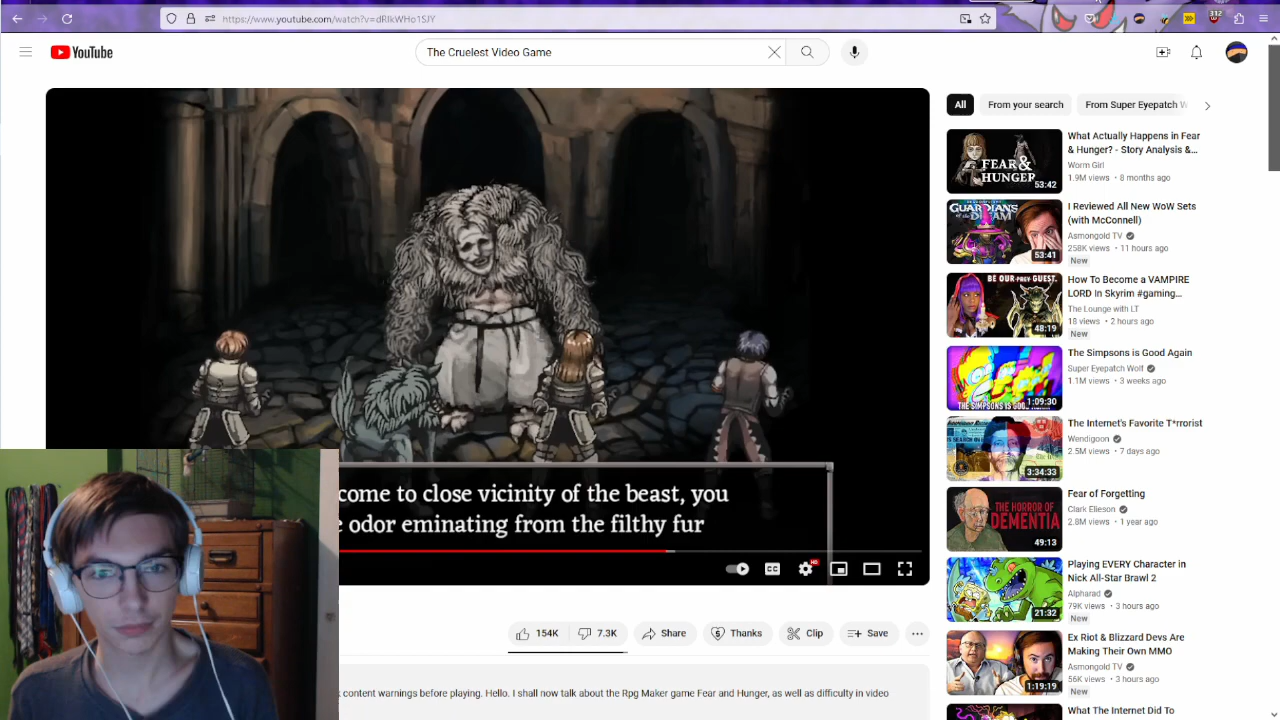 https://www.youtube.com/watch?v=dRlkWHo1SJY
312
YouTube
The Cruelest Video Game
All
From your search
From Super Eyepatch W
What Actually Happens in Fear
& Hunger? - Story Analysis &...
Worm Girl
1.9M views • 8 months ago
FEAR &
HUNGER
53:42
I Reviewed All New WoW Sets
(with McConnell)
Asmongold TV
258K views • 11 hours ago
New
GUARDIANS
of the DREAM
53:41
How To Become a VAMPIRE
LORD In Skyrim #gaming...
The Lounge with LT
18 views • 2 hours ago
New
BE OUR PREY GUEST.
48:19
The Simpsons is Good Again
Super Eyepatch Wolf
1.1M views • 3 weeks ago
THE SIMPSONS IS GOOD AGAIN
1:09:30
The Internet's Favorite T*rrorist
Wendigoon
2.5M views • 7 days ago
3:34:33
Fear of Forgetting
Clark Elieson
2.8M views • 1 year ago
THE HORROR OF
DEMENTIA
49:13
Playing EVERY Character in
Nick All-Star Brawl 2
Alpharad
79K views • 3 hours ago
New
21:32
Ex Riot & Blizzard Devs Are
Making Their Own MMO
Asmongold TV
56K views • 3 hours ago
New
1:19:19
What The Internet Did To
come to close vicinity of the beast, you
odor eminating from the filthy fur
CC
HD
154K
7.3K
Share
Thanks
Clip
Save
content warnings before playing. Hello. I shall now talk about the Rpg Maker game Fear and Hunger, as well as difficulty in video